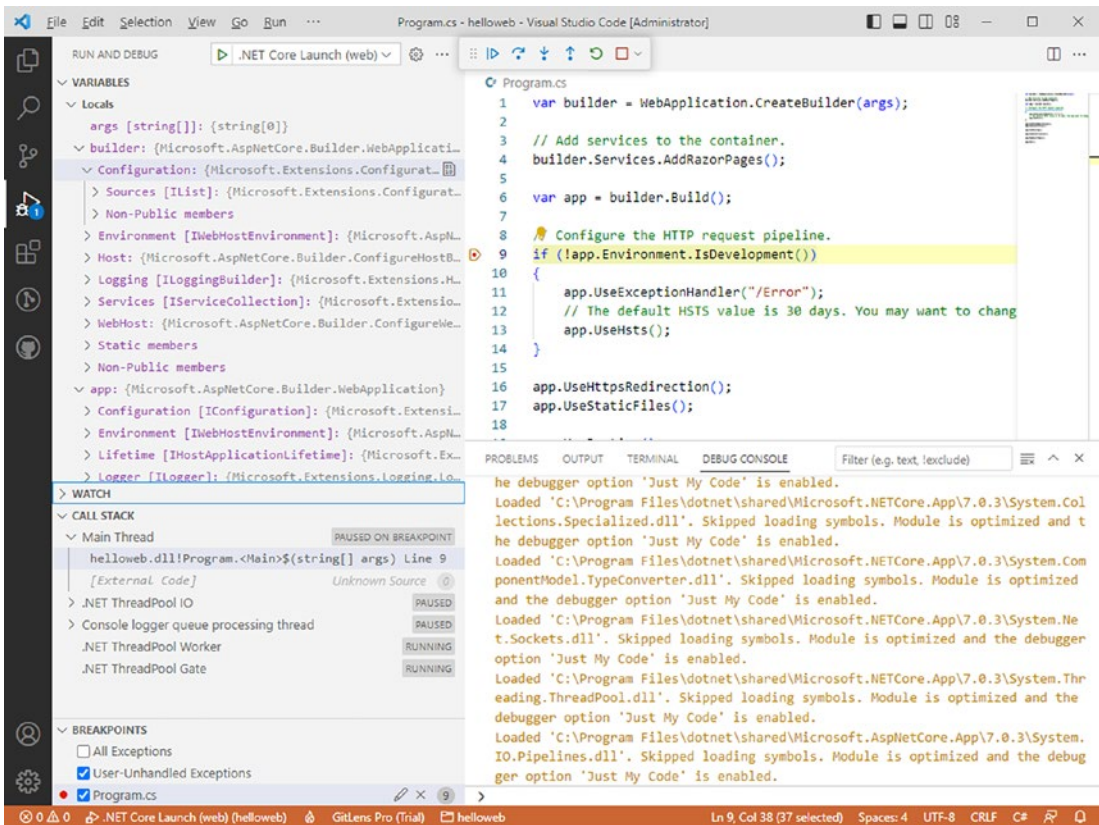 File Edit Selection View Go Run ··· Program.cs - helloweb - Visual Studio Code [Administrator]
RUN AND DEBUG .NET Core Launch (web) ···
VARIABLES
Locals
args [string[]]: {string[0]}
builder: {Microsoft.AspNetCore.Builder.WebApplicati…
Configuration: {Microsoft.Extensions.Configurat…
Sources [IList]: {Microsoft.Extensions.Configurat…
Non-Public members
Environment [IWebHostEnvironment]: {Microsoft.AspN…
Host: {Microsoft.AspNetCore.Builder.ConfigureHostB…
Logging [ILoggingBuilder]: {Microsoft.Extensions.H…
Services [IServiceCollection]: {Microsoft.Extensio…
WebHost: {Microsoft.AspNetCore.Builder.ConfigureWe…
Static members
Non-Public members
app: {Microsoft.AspNetCore.Builder.WebApplication}
Configuration [IConfiguration]: {Microsoft.Extensi…
Environment [IWebHostEnvironment]: {Microsoft.AspN…
Lifetime [IHostApplicationLifetime]: {Microsoft.Ex…
Logger [ILogger]: {Microsoft.Extensions.Logging.Lo…
WATCH
CALL STACK
Main Thread PAUSED ON BREAKPOINT
helloweb.dll!Program.<Main>$(string[] args) Line 9
[External Code] Unknown Source 0
.NET ThreadPool IO PAUSED
Console logger queue processing thread PAUSED
.NET ThreadPool Worker RUNNING
.NET ThreadPool Gate RUNNING
BREAKPOINTS
All Exceptions
User-Unhandled Exceptions
Program.cs 9
1
Program.cs
1 var builder = WebApplication.CreateBuilder(args);
2
3 // Add services to the container.
4 builder.Services.AddRazorPages();
5
6 var app = builder.Build();
7
8 Configure the HTTP request pipeline.
9 if (!app.Environment.IsDevelopment())
10 {
11 app.UseExceptionHandler("/Error");
12 // The default HSTS value is 30 days. You may want to chang
13 app.UseHsts();
14 }
15
16 app.UseHttpsRedirection();
17 app.UseStaticFiles();
18
PROBLEMS OUTPUT TERMINAL DEBUG CONSOLE Filter (e.g. text, !exclude)
he debugger option 'Just My Code' is enabled.
Loaded 'C:\Program Files\dotnet\shared\Microsoft.NETCore.App\7.0.3\System.Col
lections.Specialized.dll'. Skipped loading symbols. Module is optimized and t
he debugger option 'Just My Code' is enabled.
Loaded 'C:\Program Files\dotnet\shared\Microsoft.NETCore.App\7.0.3\System.Com
ponentModel.TypeConverter.dll'. Skipped loading symbols. Module is optimized
and the debugger option 'Just My Code' is enabled.
Loaded 'C:\Program Files\dotnet\shared\Microsoft.NETCore.App\7.0.3\System.Ne
t.Sockets.dll'. Skipped loading symbols. Module is optimized and the debugger
option 'Just My Code' is enabled.
Loaded 'C:\Program Files\dotnet\shared\Microsoft.NETCore.App\7.0.3\System.Thr
eading.ThreadPool.dll'. Skipped loading symbols. Module is optimized and the
debugger option 'Just My Code' is enabled.
Loaded 'C:\Program Files\dotnet\shared\Microsoft.AspNetCore.App\7.0.3\System.
IO.Pipelines.dll'. Skipped loading symbols. Module is optimized and the debug
ger option 'Just My Code' is enabled.
>
0 0 .NET Core Launch (web) (helloweb) GitLens Pro (Trial) helloweb Ln 9, Col 38 (37 selected) Spaces: 4 UTF-8 CRLF C#